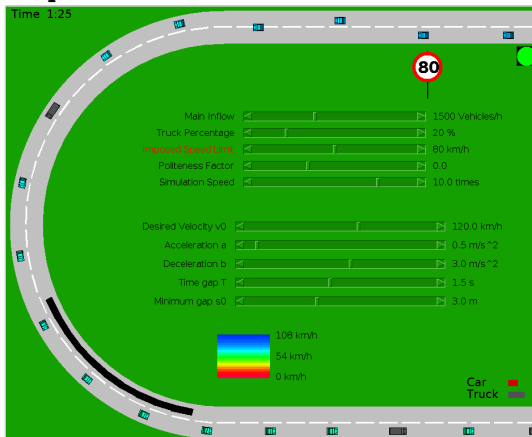 Time 1:25
80
Main Inflow 1500 Vehicles/h
Truck Percentage 20 %
Imposed Speed Limit 80 km/h
Politeness Factor 0.0
Simulation Speed 10.0 times
Desired Velocity v0 120.0 km/h
Acceleration a 0.5 m/s^2
Deceleration b 3.0 m/s^2
Time gap T 1.5 s
Minimum gap s0 3.0 m
108 km/h
54 km/h
0 km/h
Car
Truck